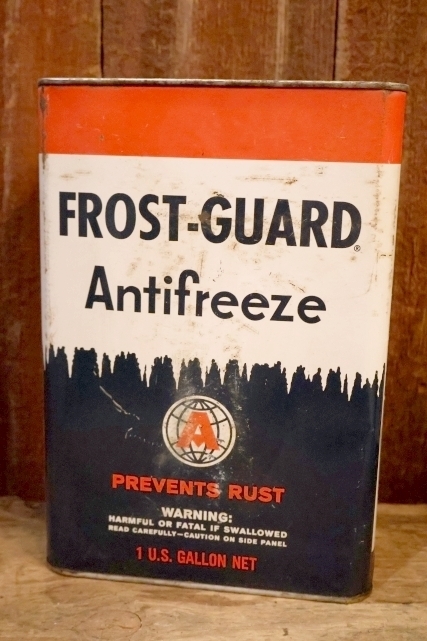 FROST-GUARD®
Antifreeze
A
PREVENTS RUST
WARNING:
HARMFUL OR FATAL IF SWALLOWED
READ CAREFULLY—CAUTION ON SIDE PANEL
1 U.S. GALLON NET